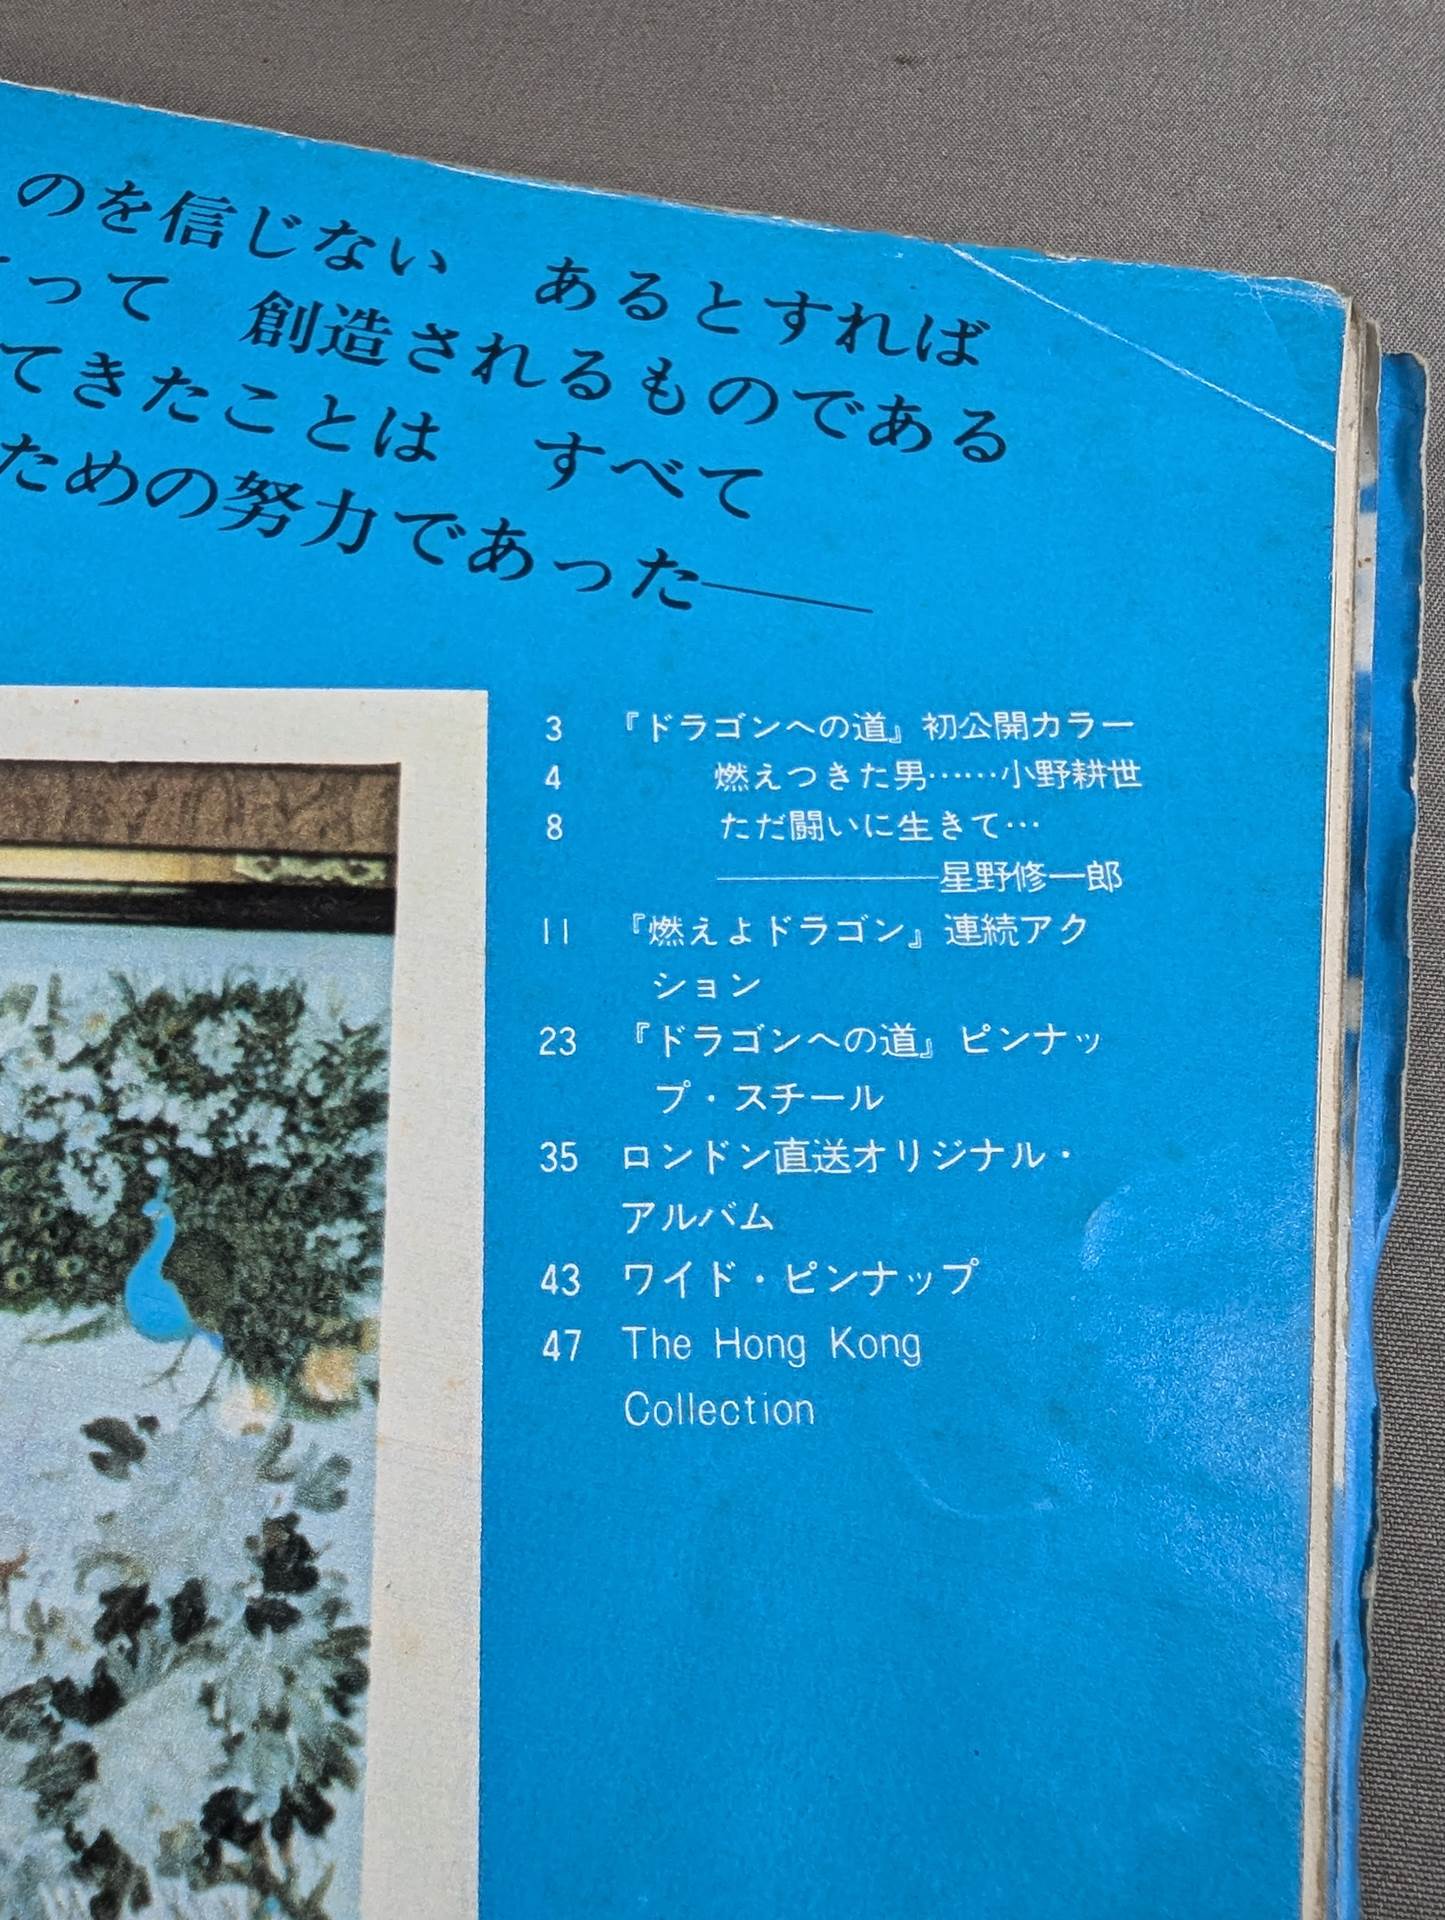 のを信じない　あるとすれば
って　創造されるものである
てきたことは　すべて
ための努力であった――
3 『ドラゴンへの道』初公開カラー
4 燃えつきた男……小野耕世
8 ただ闘いに生きて…
――――――星野修一郎
11 『燃えよドラゴン』連続アク
ション
23 『ドラゴンへの道』ピンナッ
プ・スチール
35 ロンドン直送オリジナル・
アルバム
43 ワイド・ピンナップ
47 The Hong Kong
Collection